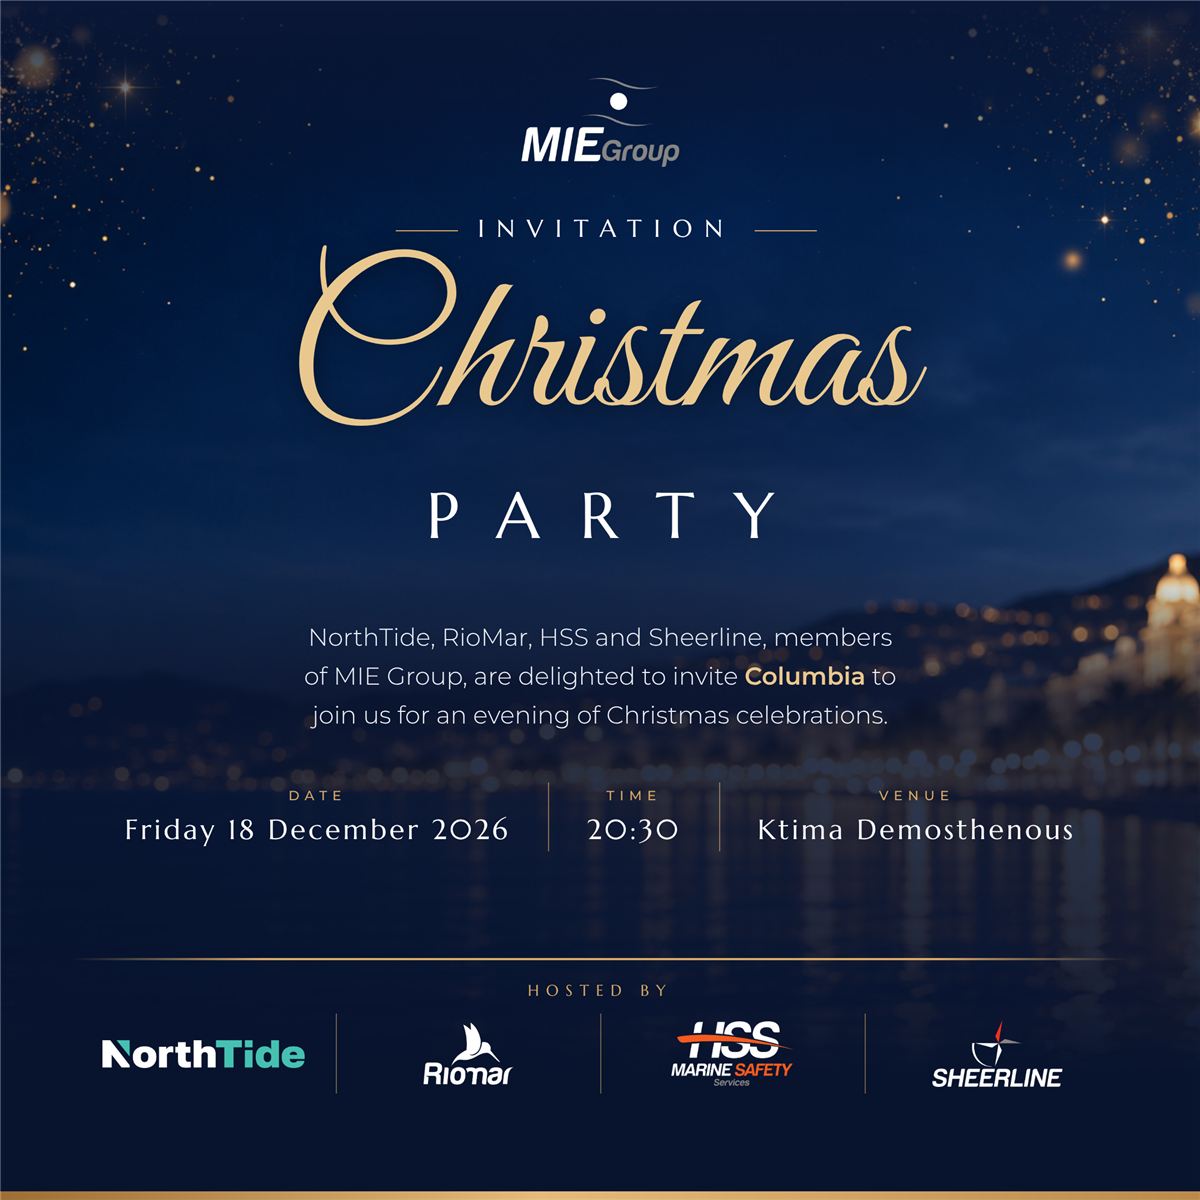 MIE Group
INVITATION
Christmas
PARTY
NorthTide, RioMar, HSS and Sheerline, members
of MIE Group, are delighted to invite Columbia to
join us for an evening of Christmas celebrations.
DATE
Friday 18 December 2026
TIME
20:30
VENUE
Ktima Demosthenous
HOSTED BY
NorthTide
Riomar
HSS
MARINE SAFETY
Services
SHEERLINE